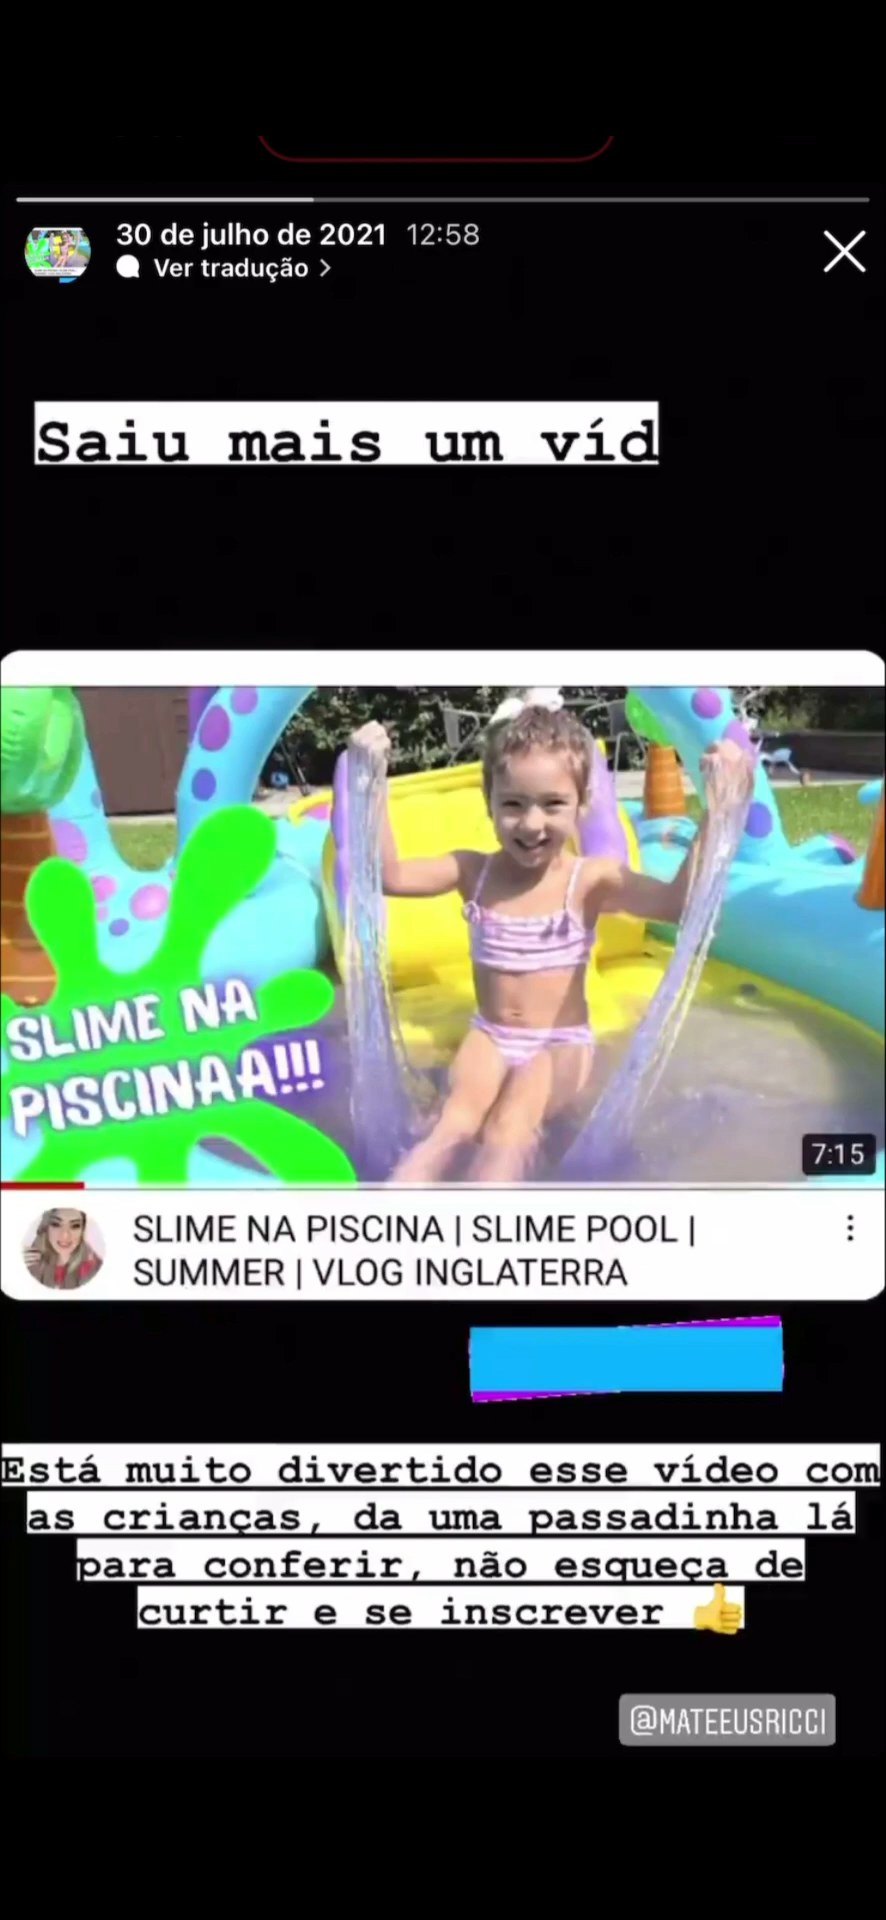 30 de julho de 2021 12:58
Ver tradução >
Saiu mais um víd
SLIME NA
PISCINAA!!!
7:15
SLIME NA PISCINA | SLIME POOL |
SUMMER | VLOG INGLATERRA
Está muito divertido esse vídeo com
as crianças, da uma passadinha lá
para conferir, não esqueça de
curtir e se inscrever 👍
@MATEEUSRICCI